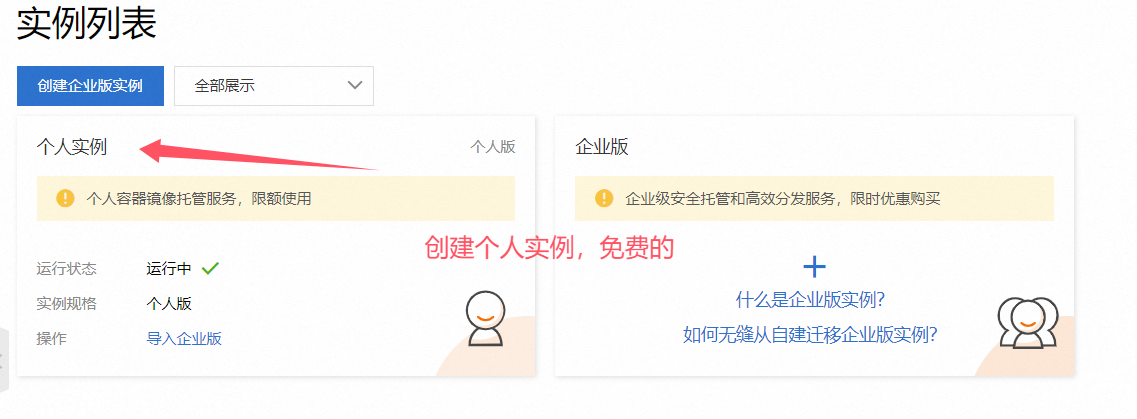 实例列表
创建企业版实例
全部展示
个人实例
个人版
个人容器镜像托管服务，限额使用
运行状态
运行中
实例规格
个人版
操作
导入企业版
创建个人实例，免费的
企业版
企业级安全托管和高效分发服务，限时优惠购买
什么是企业版实例？
如何无缝从自建迁移企业版实例？